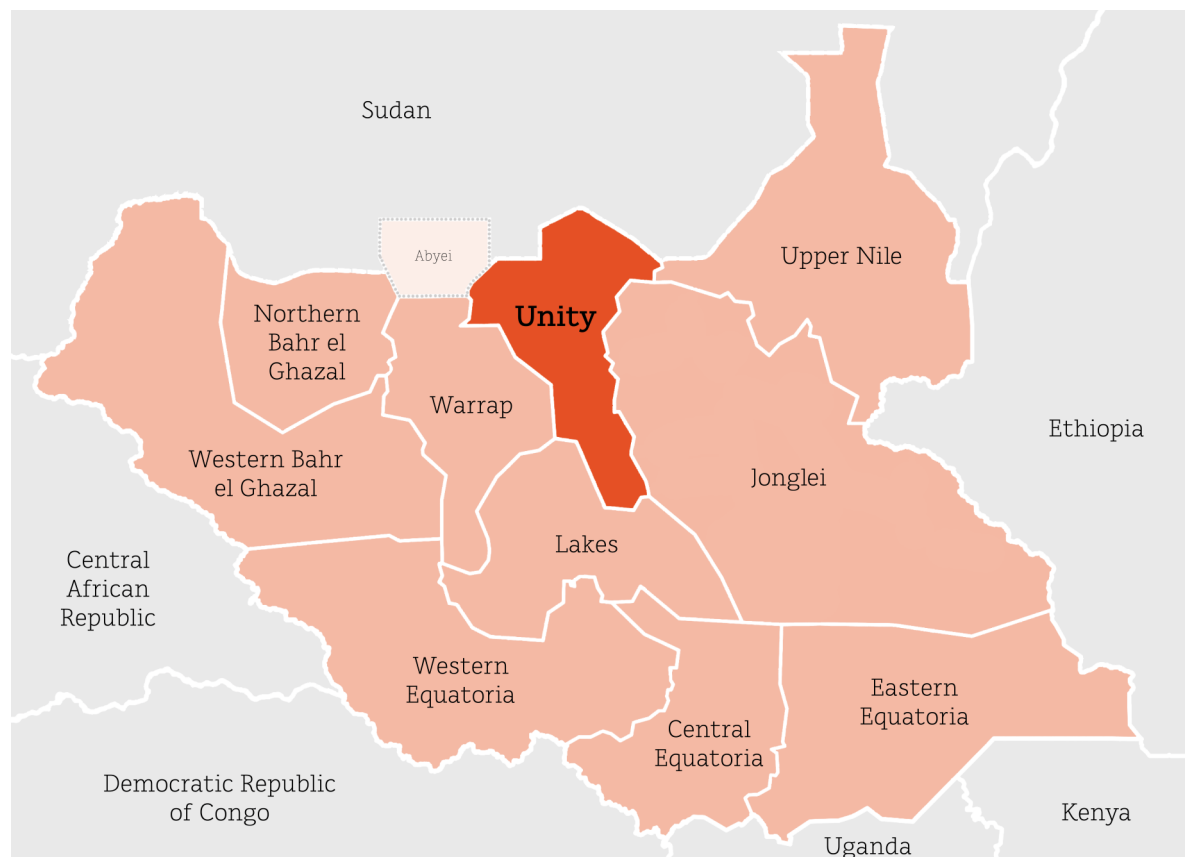 Sudan
Abyei
Upper Nile
Northern
Bahr el
Ghazal
Unity
Warrap
Ethiopia
Western Bahr
el Ghazal
Jonglei
Lakes
Central
African
Republic
Western
Equatoria
Eastern
Equatoria
Central
Equatoria
Democratic Republic
of Congo
Kenya
Uganda